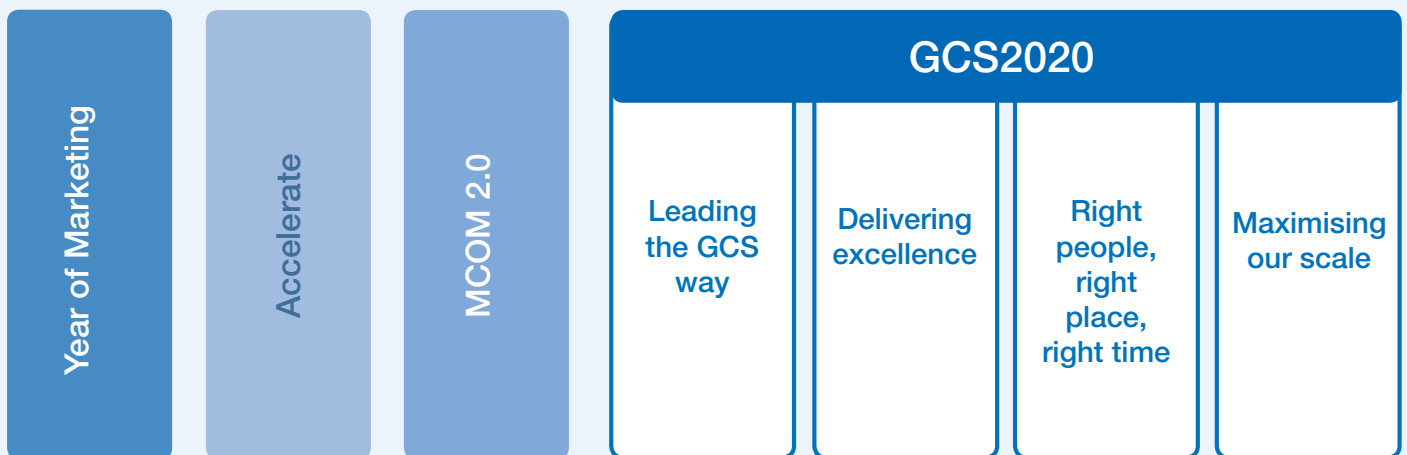 Year of Marketing
Accelerate
MCOM 2.0
GCS2020
Leading
the GCS
way
Delivering
excellence
Right
people,
right
place,
right time
Maximising
our scale